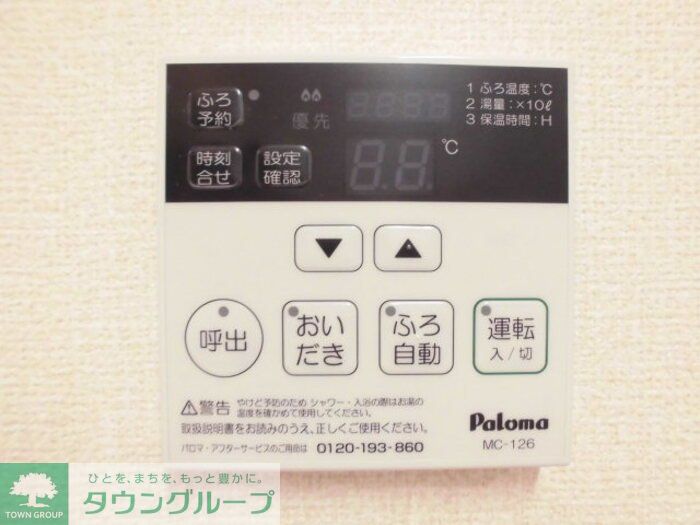 ふろ
予約
優先
1 ふろ温度:℃
2 湯量:×10ℓ
3 保温時間:H
時刻
合せ
設定
確認
88
℃
▼
▲
呼出
おい
だき
ふろ
自動
運転
入/切
⚠警告 やけど予防のため シャワー・入浴の際はお湯の
温度を確かめて使用してください。
取扱説明書をお読みのうえ、正しくご使用ください。
パロマ・アフターサービスのご用命は 0120-193-860
Paloma
MC-126
TOWN GROUP
ひとを、まちを、もっと豊かに。
タウングループ